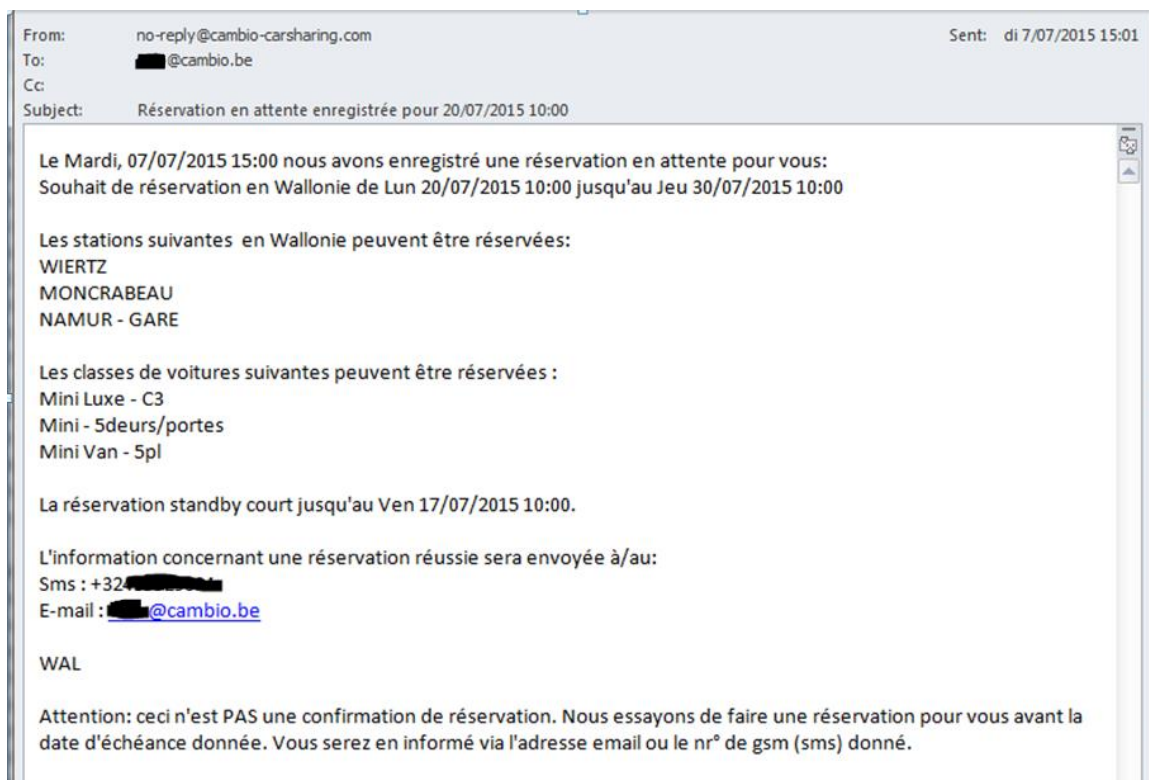 From: no-reply@cambio-carsharing.com Sent: di 7/07/2015 15:01
To: @cambio.be
Cc:
Subject: Réservation en attente enregistrée pour 20/07/2015 10:00
Le Mardi, 07/07/2015 15:00 nous avons enregistré une réservation en attente pour vous:
Souhait de réservation en Wallonie de Lun 20/07/2015 10:00 jusqu'au Jeu 30/07/2015 10:00
Les stations suivantes en Wallonie peuvent être réservées:
WIERTZ
MONCRABEAU
NAMUR - GARE
Les classes de voitures suivantes peuvent être réservées :
Mini Luxe - C3
Mini - 5deurs/portes
Mini Van - 5pl
La réservation standby court jusqu'au Ven 17/07/2015 10:00.
L'information concernant une réservation réussie sera envoyée à/au:
Sms : +32
E-mail : @cambio.be
WAL
Attention: ceci n'est PAS une confirmation de réservation. Nous essayons de faire une réservation pour vous avant la
date d'échéance donnée. Vous serez en informé via l'adresse email ou le nr° de gsm (sms) donné.